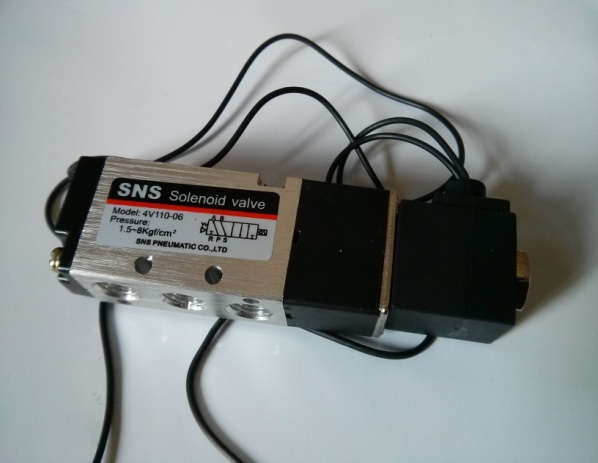 SNS Solenoid valve
Model: 4V110-06
Pressure:
1.5~8Kgf/cm²
R P S
SNS PNEUMATIC CO.,LTD